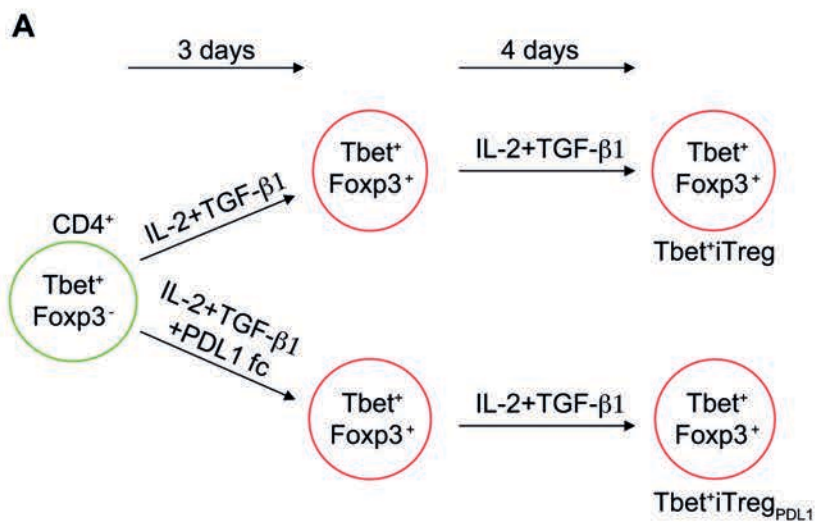 A
3 days
4 days
Tbet⁺
Foxp3⁺
IL-2+TGF-β1
Tbet⁺
Foxp3⁺
Tbet⁺iTreg
IL-2+TGF-β1
CD4⁺
Tbet⁺
Foxp3⁻
IL-2+TGF-β1
+PDL1 fc
Tbet⁺
Foxp3⁺
IL-2+TGF-β1
Tbet⁺
Foxp3⁺
Tbet⁺iTregPDL1